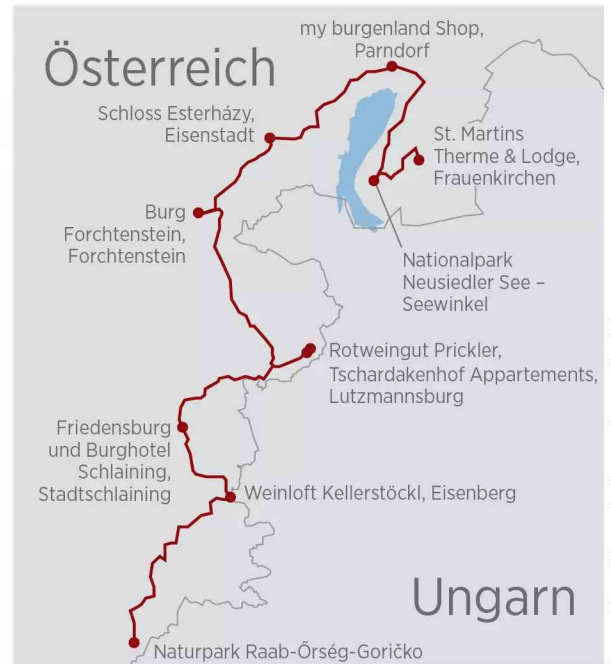 my burgenland Shop,
Parndorf
Österreich
Schloss Esterházy,
Eisenstadt
St. Martins
Therme & Lodge,
Frauenkirchen
Burg
Forchtenstein,
Forchtenstein
Nationalpark
Neusiedler See –
Seewinkel
Rotweingut Prickler,
Tschardakenhof Appartements,
Lutzmannsburg
Friedensburg
und Burghotel
Schlaining,
Stadtschlaining
Weinloft Kellerstöckl, Eisenberg
Ungarn
Naturpark Raab-Őrség-Goričko